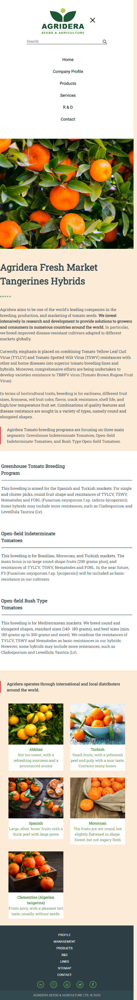 AGRIDERA
SEEDS & AGRICULTURE
Search
Home
Company Profile
Products
Services
R & D
Contact
Agridera Fresh Market
Tangerines Hybrids
Agridera aims to be one of the world's leading companies in the
breeding, production, and marketing of tomato seeds. We invest
intensively in research and development to provide solutions to growers
and consumers in numerous countries around the world. In particular,
we breed improved disease-resistant cultivars adapted to different
markets globally.
Currently, emphasis is placed on combining Tomato Yellow Leaf Curl
Virus (TYLCV) and Tomato Spotted Wilt Virus (TSWV) resistances with
other soil borne diseases into superior tomato breeding lines and
hybrids. Moreover, comprehensive efforts are being undertaken to
develop varieties resistance to TBRFV virus (Tomato Brown Rugose Fruit
Virus).
In terms of horticultural traits, breeding is for earliness, different fruit
sizes, firmness, red fruit color, flavor, crack resistance, shelf life, and
high/low temperature fruit set. Combinations of quality features and
disease resistance are sought in a variety of types, namely round and
elongated shapes.
Agirdera Tomato breeding programs are focusing on three main
segments: Greenhouse Indeterminate Tomatoes, Open-field
Indeterminate Tomatoes, and Bush Type Open-field Tomatoes.
Greenhouse Tomato Breeding
Program
This breeding is aimed for the Spanish and Turkish markets. For single
and cluster picks, round fruit shape and resistances of TYLCV, TSWV,
Nematodes and FORL (Fusarium oxysporum f.sp. radicis-lycopersici).
Some hybrids may include more resistances, such as Cladosporium and
Leveillula Taurica (Lv).
Open-field Indeterminate
Tomatoes
This breeding is for Brazilian, Moroccan, and Turkish markets. The
main focus is on large round shape fruits (200 grams plus); and
resistances of TYLCV, TSWV, Nematodes and FORL. In the near future,
F3 (Fusarium oxysporum f.sp. lycopersici) will be included as basic
resistance in our cultivars.
Open-field Bush Type
Tomatoes
This breeding is for Mediterranean markets. We breed round and
elongated shapes, standard sizes (140- 180 grams), and beef sizes (min.
180 grams up to 300 grams and more). We combine the resistances of
TYLCV, TSWV and Nematodes as basic resistances in our hybrids.
However, some hybrids may include more resistances, such as
Cladosporium and Leveillula Taurica (Lv).
Agridera operates through international and local distributers
around the world.
Abkhaz
Not too sweet, with a
refreshing sourness and a
pronounced aroma
Turkish
Small fruits, with a yellowish
peel and pulp with a sour taste.
Contains many bones.
Spanish
Large, often 'loose' fruits with a
thick peel with large pores
Moroccan
The fruits are not round, but
slightly flattened in shape.
Sweet, but not sugary flesh
Clementine (Algerian
tangerine)
Fruits juicy, with a pleasant tart
taste, usually without seeds.
PROFILE
MANAGEMENT
PRODUCTS
R&D
LINKS
SITEMAP
CONTACT
AGRIDERA SEEDS & AGRICULTURE LTD. © 2020